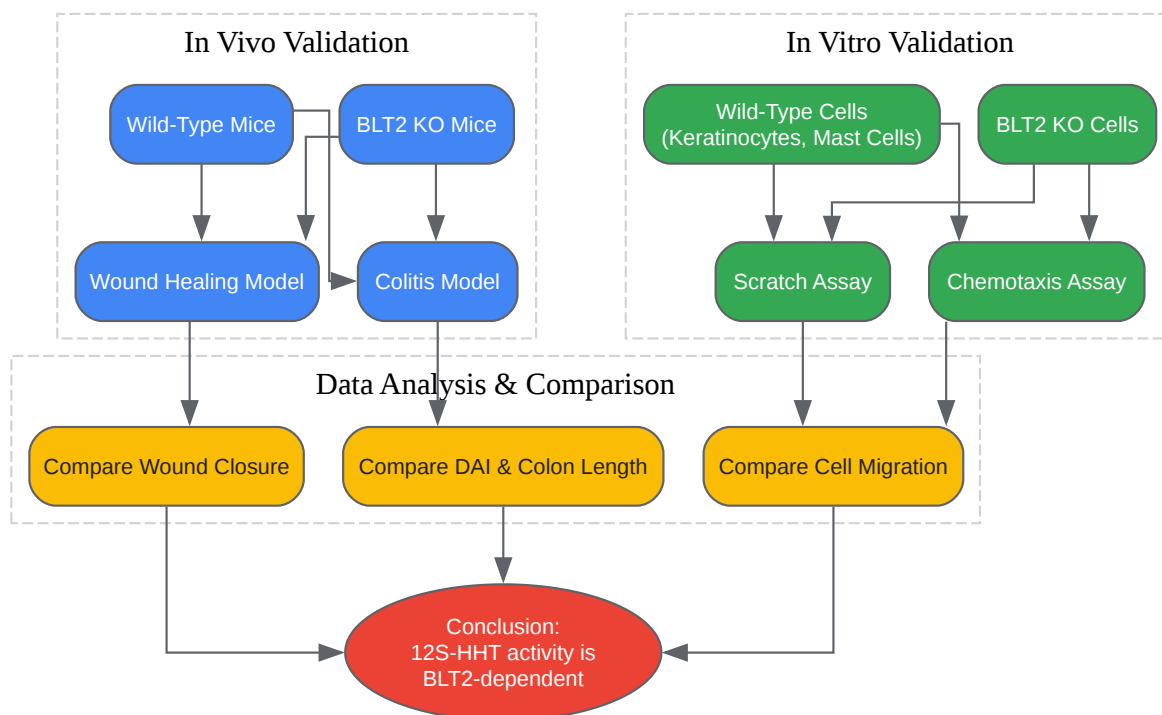 In Vivo Validation
In Vitro Validation
Wild-Type Mice
BLT2 KO Mice
Wild-Type Cells
(Keratinocytes, Mast Cells)
BLT2 KO Cells
Wound Healing Model
Colitis Model
Scratch Assay
Chemotaxis Assay
Data Analysis & Comparison
Compare Wound Closure
Compare DAI & Colon Length
Compare Cell Migration
Conclusion:
12S-HHT activity is
BLT2-dependent